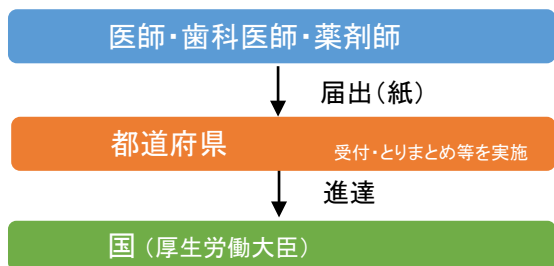 医師・歯科医師・薬剤師
届出（紙）
都道府県 受付・とりまとめ等を実施
進達
国（厚生労働大臣）